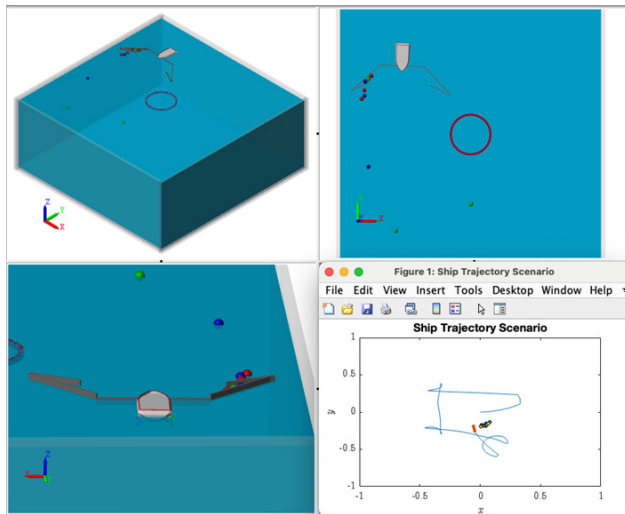 Z
Y
X
Z
Y
X
Z
X
Figure 1: Ship Trajectory Scenario
File Edit View Insert Tools Desktop Window Help
Ship Trajectory Scenario
1
0.5
0
-0.5
-1
y
-1 -0.5 0 0.5 1
x